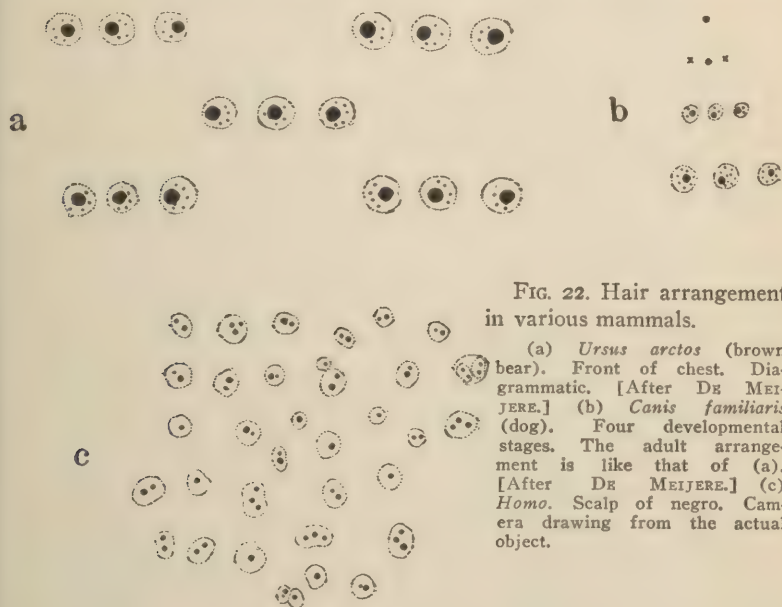 a
b
c
FIG. 22. Hair arrangement
in various mammals.
(a) Ursus arctos (brown
bear). Front of chest. Dia-
grammatic. [After DE MEI-
JERE.] (b) Canis familiaris
(dog). Four developmental
stages. The adult arrange-
ment is like that of (a).
[After DE MEIJERE.] (c)
Homo. Scalp of negro. Cam-
era drawing from the actual
object.